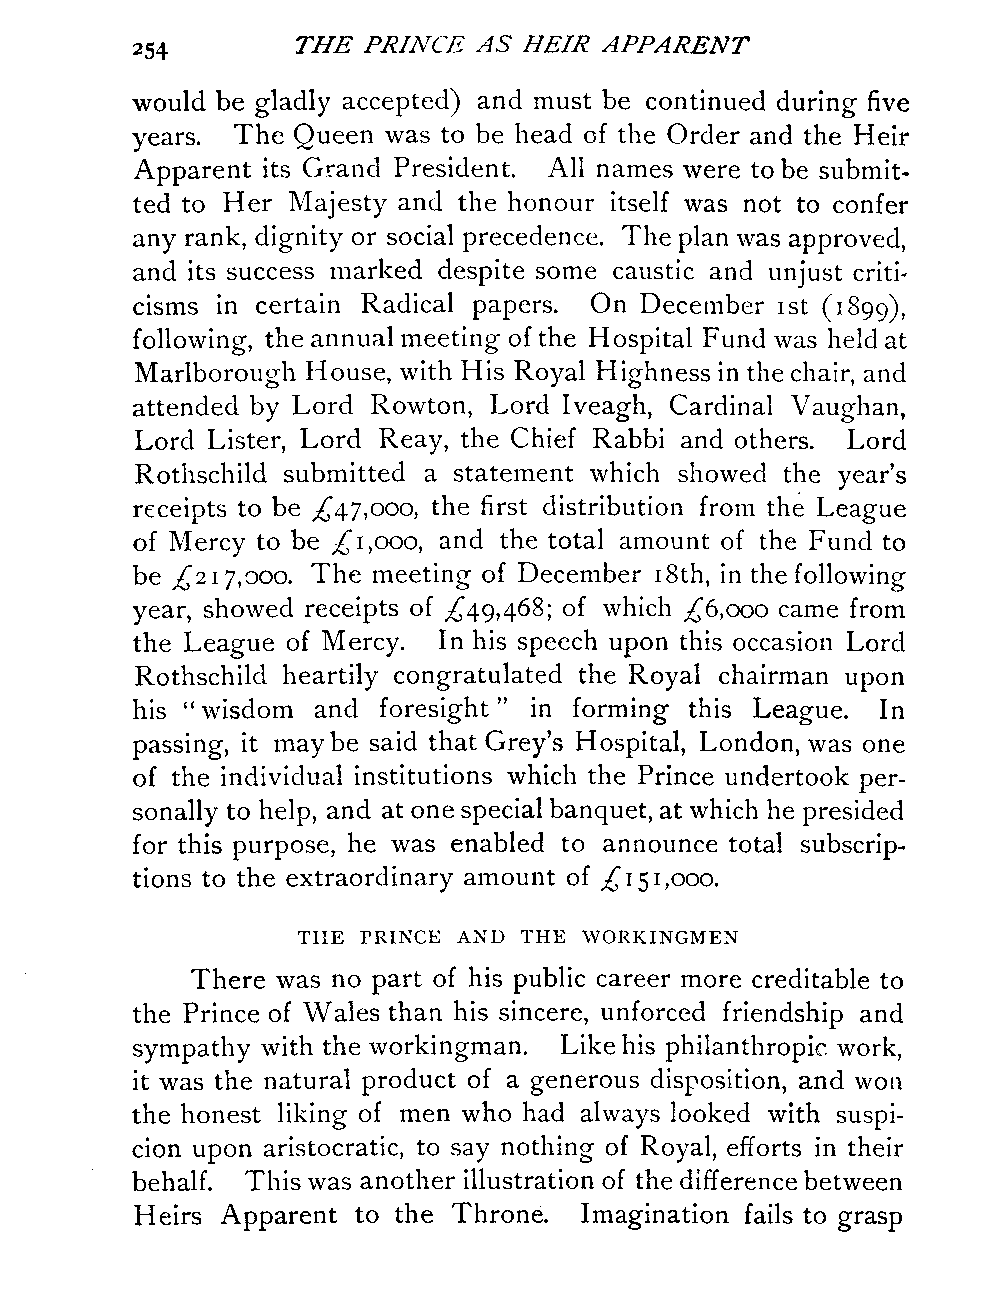 254 THE PRINCE AS HEIR APPARENT
would be gladly accepted) and must be continued during five
years. The Queen was to be head of the Order and the Heir
Apparent its Grand President. All names were to be submit-
ted to Her Majesty and the honour itself was not to confer
any rank, dignity or social precedence. The plan was approved,
and its success marked despite some caustic and unjust criti-
cisms in certain Radical papers. On December 1st (1899),
following, the annual meeting of the Hospital Fund was held at
Marlborough House, with His Royal Highness in the chair, and
attended by Lord Rowton, Lord Iveagh, Cardinal Vaughan,
Lord Lister, Lord Reay, the Chief Rabbi and others. Lord
Rothschild submitted a statement which showed the year's
receipts to be £47,000, the first distribution from the League
of Mercy to be £1,000, and the total amount of the Fund to
be £217,000. The meeting of December 18th, in the following
year, showed receipts of £49,468; of which £6,000 came from
the League of Mercy. In his speech upon this occasion Lord
Rothschild heartily congratulated the Royal chairman upon
his "wisdom and foresight" in forming this League. In
passing, it may be said that Grey's Hospital, London, was one
of the individual institutions which the Prince undertook per-
sonally to help, and at one special banquet, at which he presided
for this purpose, he was enabled to announce total subscrip-
tions to the extraordinary amount of £151,000.
THE PRINCE AND THE WORKINGMEN
There was no part of his public career more creditable to
the Prince of Wales than his sincere, unforced friendship and
sympathy with the workingman. Like his philanthropic work,
it was the natural product of a generous disposition, and won
the honest liking of men who had always looked with suspi-
cion upon aristocratic, to say nothing of Royal, efforts in their
behalf. This was another illustration of the difference between
Heirs Apparent to the Throne. Imagination fails to grasp